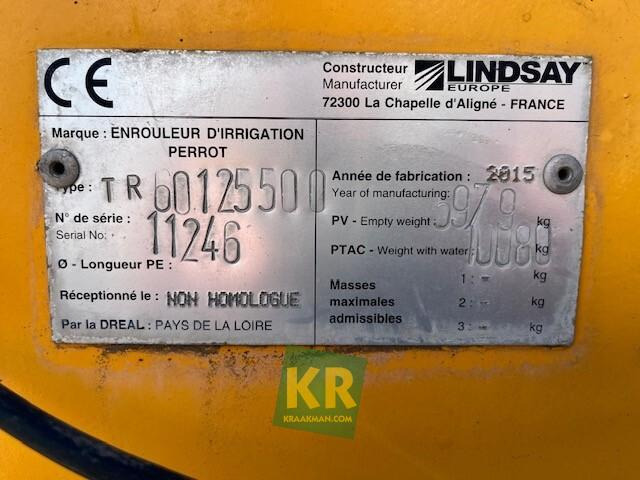 CE
Constructeur
Manufacturer
LINDSAY
EUROPE
72300 La Chapelle d'Aligné - FRANCE
Marque : ENROULEUR D'IRRIGATION
PERROT
Type : TR60125500
N° de série :
Serial No: 11246
Ø - Longueur PE :
Réceptionné le : NON HOMOLOGUE
Par la DREAL : PAYS DE LA LOIRE
Année de fabrication : 2015
Year of manufacturing:
PV - Empty weight : 5979 kg
PTAC - Weight with water: 10080 kg
Masses
maximales
admissibles
1 : - kg
2 : - kg
3 : - kg
KR
KRAAKMAN.COM